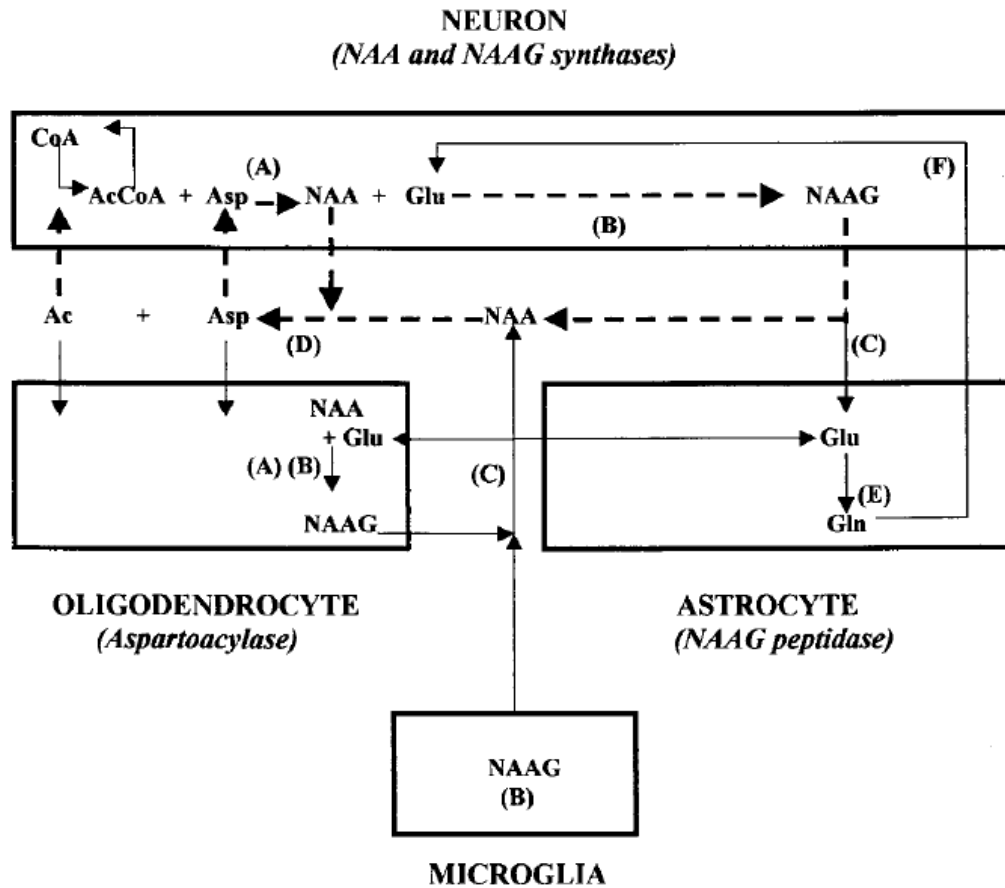 NEURON
(NAA and NAAG synthases)
CoA
(A)
(F)
AcCoA + Asp NAA + Glu NAAG
(B)
Ac + Asp NAA
(D) (C)
NAA
+ Glu Glu
(A) (B) (C) (E)
NAAG Gln
OLIGODENDROCYTE ASTROCYTE
(Aspartoacylase) (NAAG peptidase)
NAAG
(B)
MICROGLIA